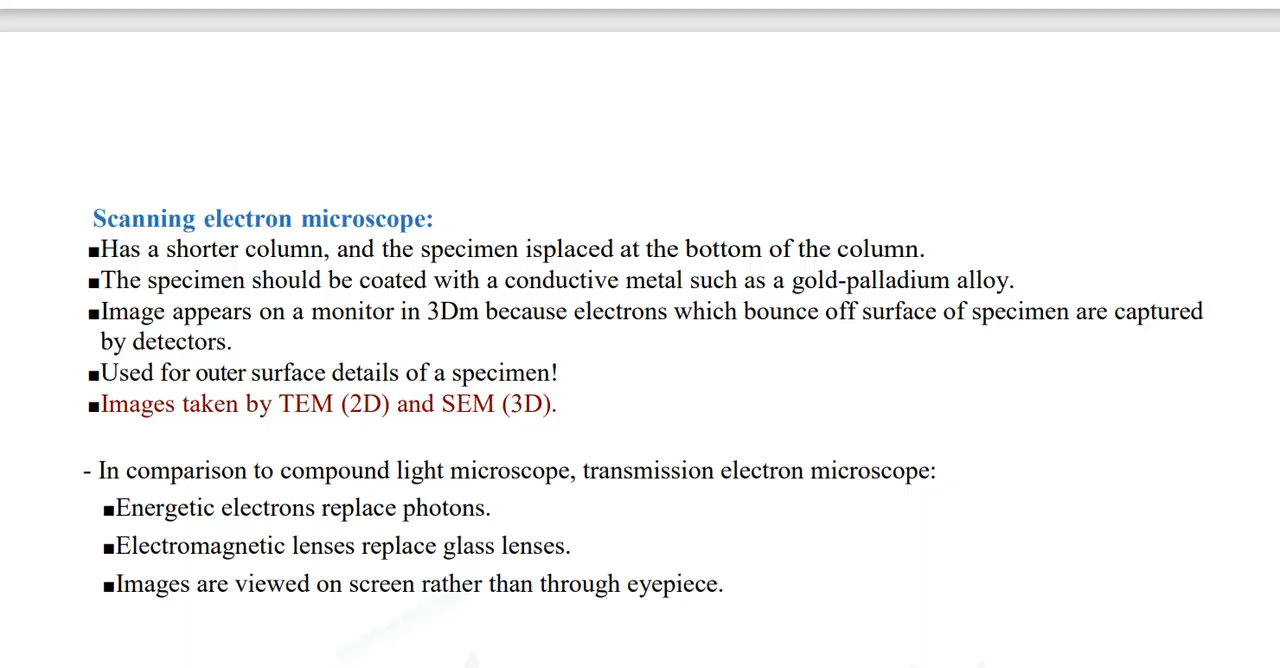 Scanning electron microscope:
■Has a shorter column, and the specimen isplaced at the bottom of the column.
■The specimen should be coated with a conductive metal such as a gold-palladium alloy.
■Image appears on a monitor in 3Dm because electrons which bounce off surface of specimen are captured
by detectors.
■Used for outer surface details of a specimen!
■Images taken by TEM (2D) and SEM (3D).
- In comparison to compound light microscope, transmission electron microscope:
■Energetic electrons replace photons.
■Electromagnetic lenses replace glass lenses.
■Images are viewed on screen rather than through eyepiece.